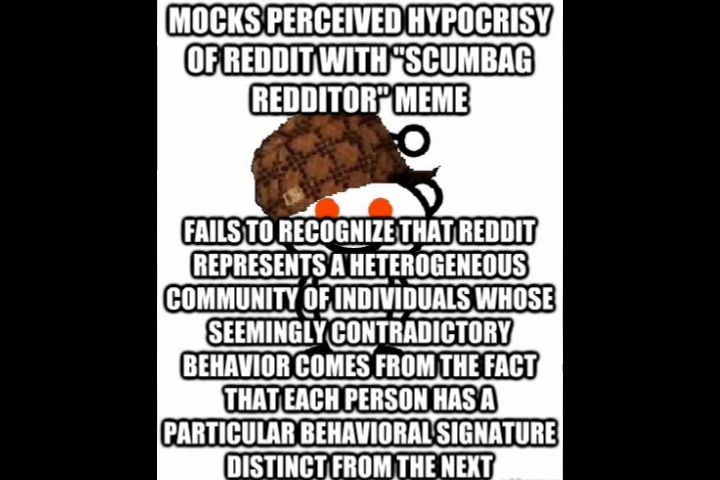 MOCKS PERCEIVED HYPOCRISY
OF REDDIT WITH "SCUMBAG
REDDITOR" MEME
FAILS TO RECOGNIZE THAT REDDIT
REPRESENTS A HETEROGENEOUS
COMMUNITY OF INDIVIDUALS WHOSE
SEEMINGLY CONTRADICTORY
BEHAVIOR COMES FROM THE FACT
THAT EACH PERSON HAS A
PARTICULAR BEHAVIORAL SIGNATURE
DISTINCT FROM THE NEXT